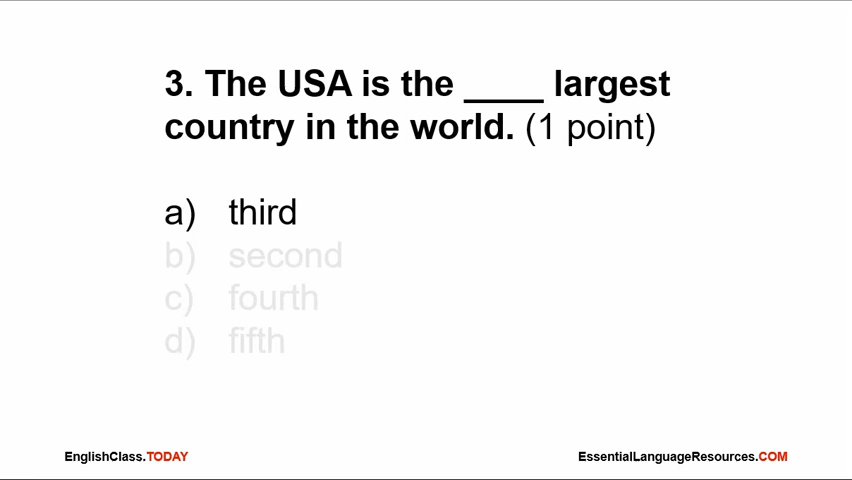 3. The USA is the ____ largest
country in the world. (1 point)
a) third
b) second
c) fourth
d) fifth
EnglishClass.TODAY
EssentialLanguageResources.COM